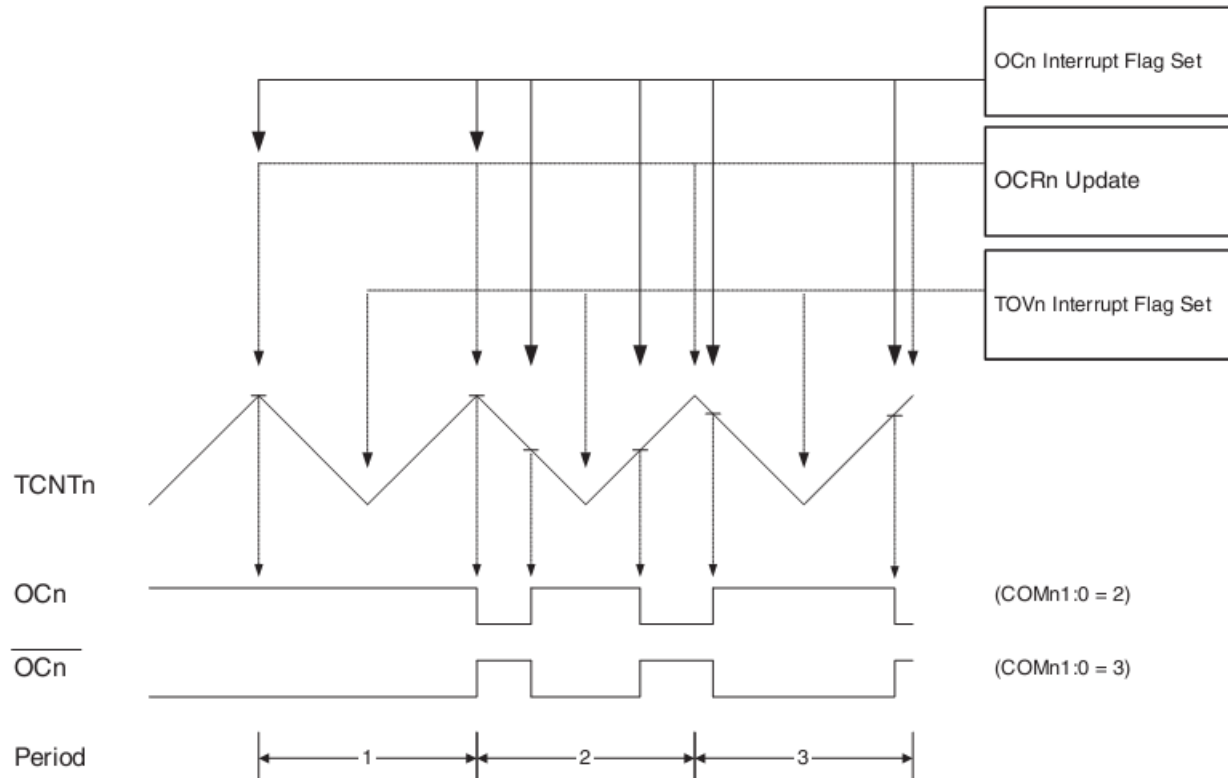 OCn Interrupt Flag Set
OCRn Update
TOVn Interrupt Flag Set
TCNTn
OCn
(COMn1:0 = 2)
OCn
(COMn1:0 = 3)
Period
1
2
3